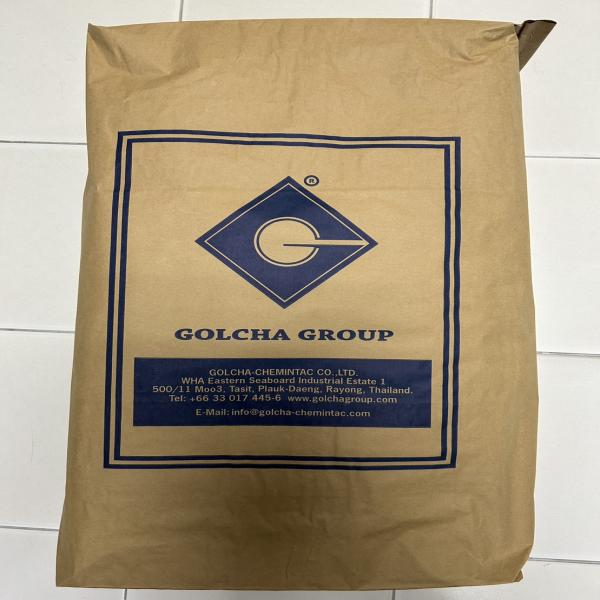 ®
GOLCHA GROUP
GOLCHA-CHEMINTAC CO.,LTD.
WHA Eastern Seaboard Industrial Estate 1
500/11 Moo3, Tasit, Plauk-Daeng, Rayong, Thailand.
Tel: +66 33 017 445-6 www.golchagroup.com
E-Mail: info@golcha-chemintac.com